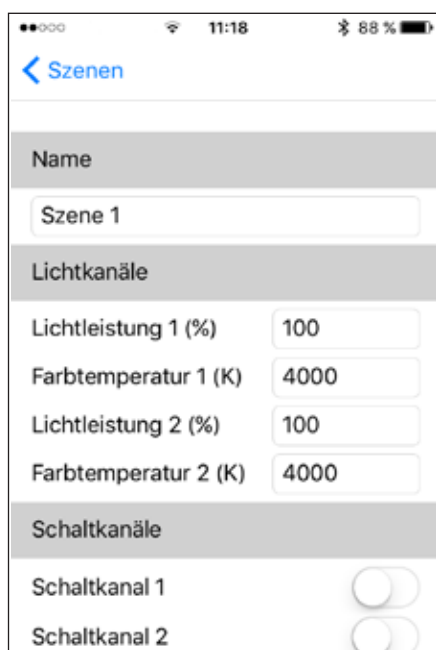 11:18 88 %
Szenen
Name
Szene 1
Lichtkanäle
Lichtleistung 1 (%) 100
Farbtemperatur 1 (K) 4000
Lichtleistung 2 (%) 100
Farbtemperatur 2 (K) 4000
Schaltkanäle
Schaltkanal 1
Schaltkanal 2